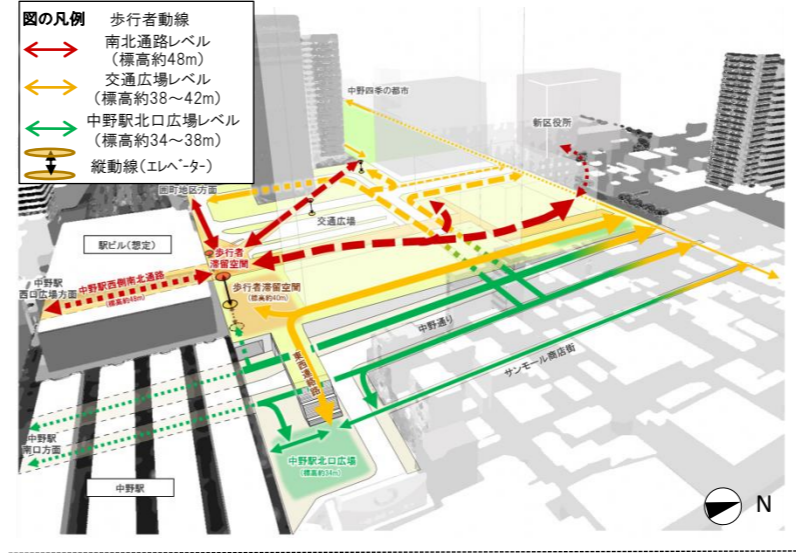 図の凡例 歩行者動線
南北通路レベル
(標高約48m)
交通広場レベル
(標高約38～42m)
中野駅北口広場レベル
(標高約34～38m)
縦動線(エレベーター)
中野四季の都市
新区役所
囲町地区方面
交通広場
駅ビル(想定)
歩行者
滞留空間
中野駅
西口広場方面
中野駅西側南北通路
(標高約48m)
歩行者滞留空間
(標高約40m)
中野通り
東西連絡路
サンモール商店街
中野駅
南口方面
中野駅北口広場
(標高約34m)
中野駅
N